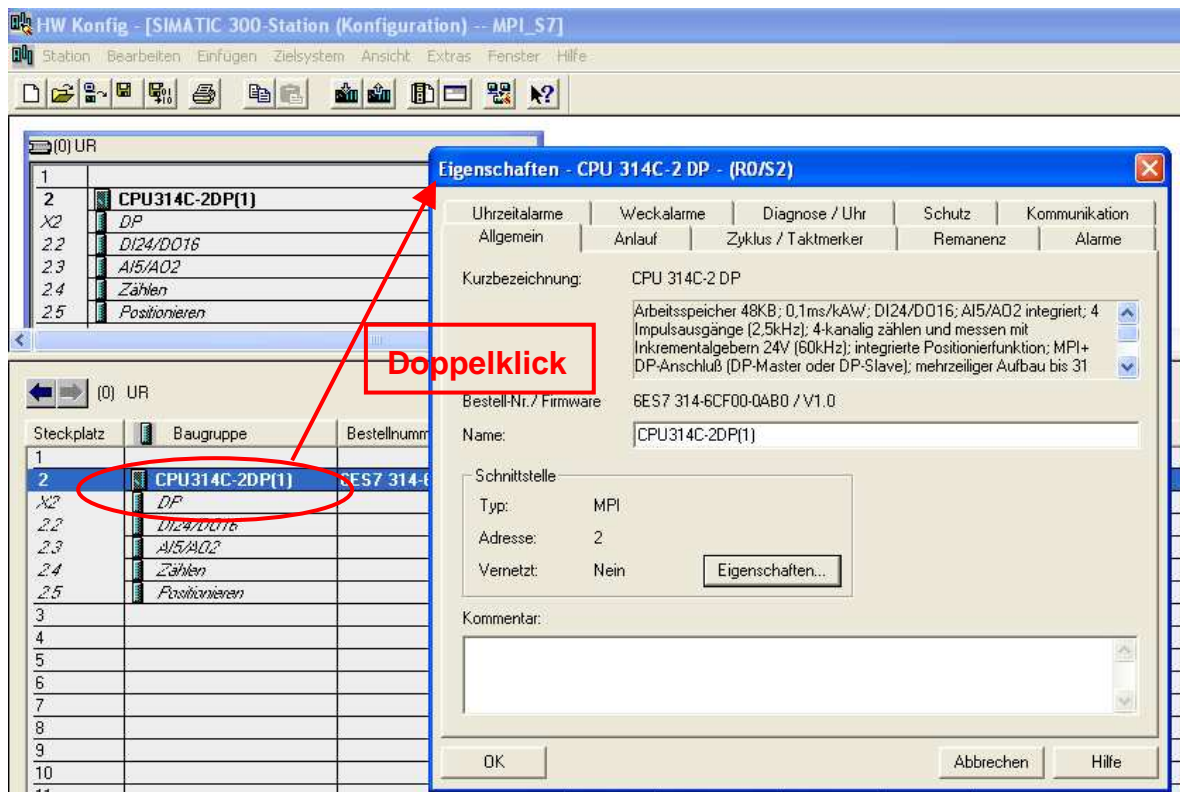 HW Konfig - [SIMATIC 300-Station (Konfiguration) -- MPI_S7]
Station Bearbeiten Einfügen Zielsystem Ansicht Extras Fenster Hilfe
(0) UR
1
2 CPU314C-2DP(1)
X2 DP
2.2 DI24/DO16
2.3 AI5/AO2
2.4 Zählen
2.5 Positionieren
Doppelklick
(0) UR
Steckplatz Baugruppe Bestellnumm
1
2 CPU314C-2DP(1) 6ES7 314-6
X2 DP
2.2 DI24/DO16
2.3 AI5/AO2
2.4 Zählen
2.5 Positionieren
3
4
5
6
7
8
9
10
11
Eigenschaften - CPU 314C-2 DP - (R0/S2)
Uhrzeitalarme Weckalarme Diagnose / Uhr Schutz Kommunikation
Allgemein Anlauf Zyklus / Taktmerker Remanenz Alarme
Kurzbezeichnung: CPU 314C-2 DP
Arbeitsspeicher 48KB; 0,1ms/kAW; DI24/DO16; AI5/AO2 integriert; 4
Impulsausgänge (2,5kHz); 4-kanalig zählen und messen mit
Inkrementalgebern 24V (60kHz); integrierte Positionierfunktion; MPI+
DP-Anschluß (DP-Master oder DP-Slave); mehrzeiliger Aufbau bis 31
Bestell-Nr./ Firmware 6ES7 314-6CF00-0AB0 / V1.0
Name: CPU314C-2DP(1)
Schnittstelle
Typ: MPI
Adresse: 2
Vernetzt: Nein Eigenschaften...
Kommentar:
OK Abbrechen Hilfe